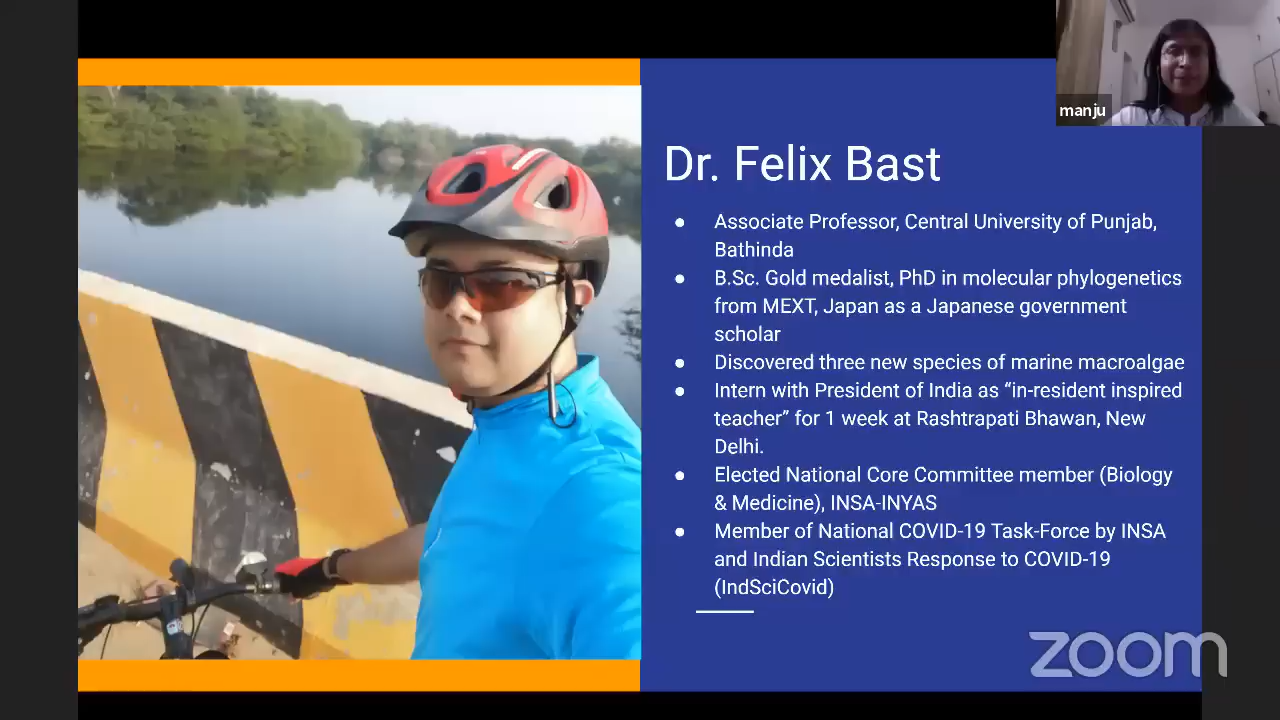 manju
Dr. Felix Bast
● Associate Professor, Central University of Punjab,
Bathinda
● B.Sc. Gold medalist, PhD in molecular phylogenetics
from MEXT, Japan as a Japanese government
scholar
● Discovered three new species of marine macroalgae
● Intern with President of India as “in-resident inspired
teacher” for 1 week at Rashtrapati Bhawan, New
Delhi.
● Elected National Core Committee member (Biology
& Medicine), INSA-INYAS
● Member of National COVID-19 Task-Force by INSA
and Indian Scientists Response to COVID-19
(IndSciCovid)
zoom